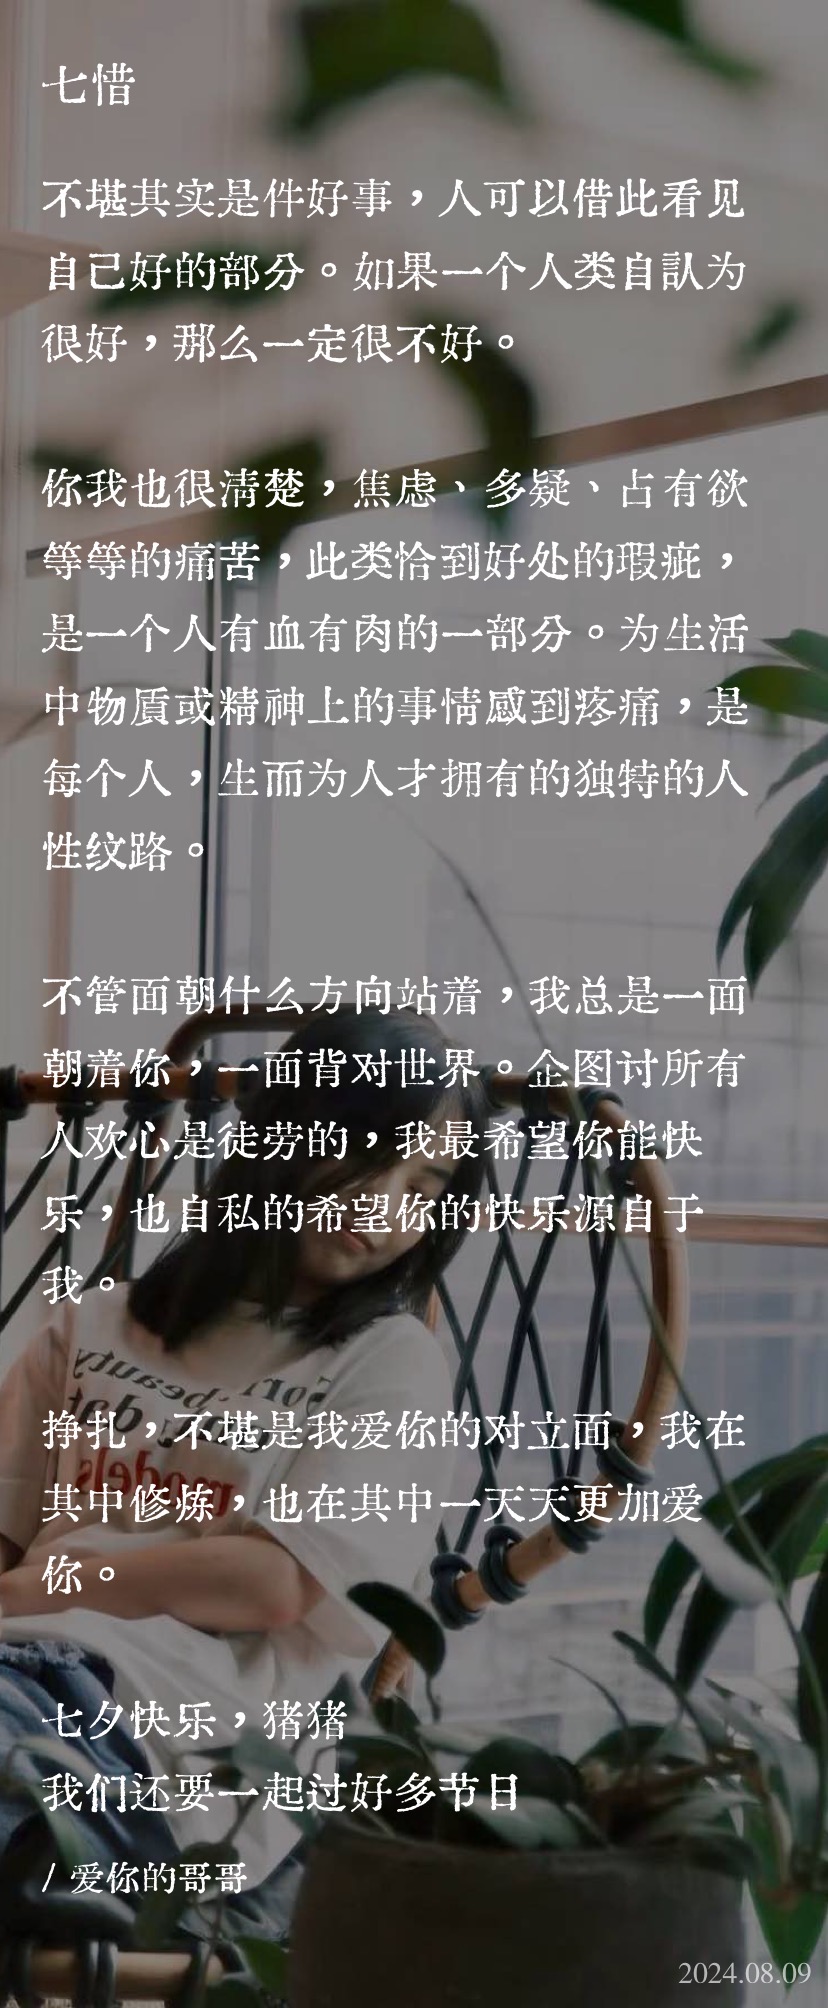 七惜
不堪其实是件好事，人可以借此看见
自己好的部分。如果一个人类自認为
很好，那么一定很不好。
你我也很清楚，焦虑、多疑、占有欲
等等的痛苦，此类恰到好处的瑕疵，
是一个人有血有肉的一部分。为生活
中物质或精神上的事情感到疼痛，是
每个人，生而为人才拥有的独特的人
性纹路。
不管面朝什么方向站着，我总是一面
朝着你，一面背对世界。企图讨所有
人欢心是徒劳的，我最希望你能快
乐，也自私的希望你的快乐源自于
我。
挣扎，不堪是我爱你的对立面，我在
其中修炼，也在其中一天天更加爱
你。
七夕快乐，猪猪
我们还要一起过好多节日
/ 爱你的哥哥
2024.08.09